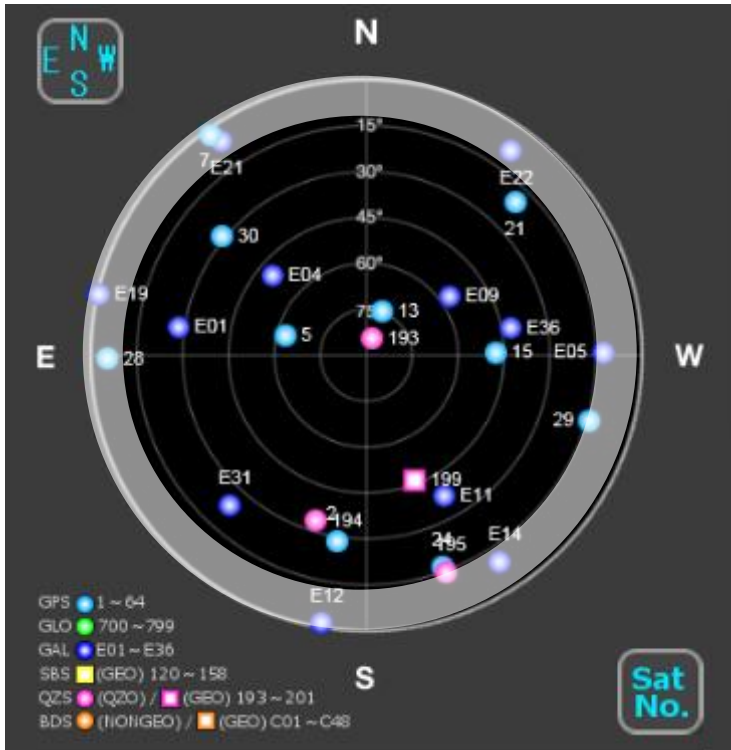 N
N
E W
S
15°
7
E21
E22
30°
21
30
45°
60°
E04
E19
E09
75
13
E01
5
193
E36
E
28
15
E05
W
29
E31
199
E11
2
194
24
195
E14
E12
GPS 1~64
GLO 700~799
GAL E01~E36
SBS (GEO) 120~158
QZS (QZO) / (GEO) 193~201
BDS (NONGEO) / (GEO) C01~C48
S
Sat
No.